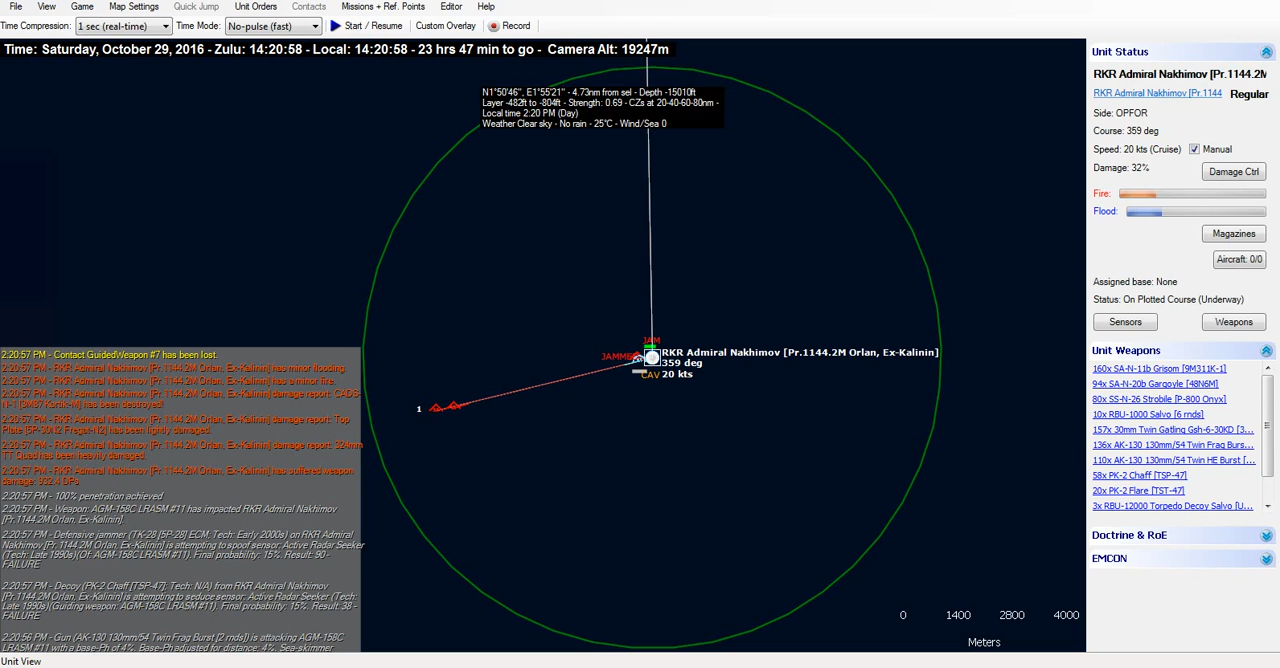 File View Game Map Settings Quick Jump Unit Orders Contacts Missions + Ref. Points Editor Help
Time Compression: 1 sec (real-time) Time Mode: No-pulse (fast) Start / Resume Custom Overlay Record
Time: Saturday, October 29, 2016 - Zulu: 14:20:58 - Local: 14:20:58 - 23 hrs 47 min to go - Camera Alt: 19247m
N1°50'46", E1°55'21" - 4.73nm from sel - Depth -15010ft
Layer -482ft to -804ft - Strength: 0.69 - CZs at 20-40-60-80nm -
Local time 2:20 PM (Day)
Weather Clear sky - No rain - 25°C - Wind/Sea 0
JAM
JAMME
RKR Admiral Nakhimov [Pr.1144.2M Orlan, Ex-Kalinin]
359 deg
CAV 20 kts
1
2:20:57 PM - Contact GuidedWeapon #7 has been lost.
2:20:57 PM - RKR Admiral Nakhimov [Pr.1144.2M Orlan, Ex-Kalinin] has minor flooding.
2:20:57 PM - RKR Admiral Nakhimov [Pr.1144.2M Orlan, Ex-Kalinin] has a minor fire.
2:20:57 PM - RKR Admiral Nakhimov [Pr.1144.2M Orlan, Ex-Kalinin] damage report: CADS-
N-1 [3M87 Kortik-M] has been destroyed!
2:20:57 PM - RKR Admiral Nakhimov [Pr.1144.2M Orlan, Ex-Kalinin] damage report: Top
Plate [5P-30N2 Fregat-N2] has been lightly damaged.
2:20:57 PM - RKR Admiral Nakhimov [Pr.1144.2M Orlan, Ex-Kalinin] damage report: 324mm
TT Quad has been heavily damaged.
2:20:57 PM - RKR Admiral Nakhimov [Pr.1144.2M Orlan, Ex-Kalinin] has suffered weapon
damage: 932.4 DPs
2:20:57 PM - 100% penetration achieved
2:20:57 PM - Weapon: AGM-158C LRASM #11 has impacted RKR Admiral Nakhimov
[Pr.1144.2M Orlan, Ex-Kalinin].
2:20:57 PM - Defensive jammer (TK-28 [5P-28] ECM; Tech: Early 2000s) on RKR Admiral
Nakhimov [Pr.1144.2M Orlan, Ex-Kalinin] is attempting to spoof sensor: Active Radar Seeker
(Tech: Late 1990s)(Of: AGM-158C LRASM #11). Final probability: 15%. Result: 90 -
FAILURE
2:20:57 PM - Decoy (PK-2 Chaff [TSP-47]; Tech: N/A) from RKR Admiral Nakhimov
[Pr.1144.2M Orlan, Ex-Kalinin]is attempting to seduce sensor: Active Radar Seeker (Tech:
Late 1990s)(Guiding weapon: AGM-158C LRASM #11). Final probability: 15%. Result: 38 -
FAILURE
2:20:56 PM - Gun (AK-130 130mm/54 Twin Frag Burst [2 rnds]) is attacking AGM-158C
LRASM #11 with a base-Ph of 4%. Base-Ph adjusted for distance: 4%. Sea-skimmer
0 1400 2800 4000
Meters
Unit Status
RKR Admiral Nakhimov [Pr.1144.2M
RKR Admiral Nakhimov [Pr.1144 Regular
Side: OPFOR
Course: 359 deg
Speed: 20 kts (Cruise) Manual
Damage: 32% Damage Ctrl
Fire:
Flood:
Magazines
Aircraft: 0/0
Assigned base: None
Status: On Plotted Course (Underway)
Sensors Weapons
Unit Weapons
160x SA-N-11b Grisom [9M311K-1]
94x SA-N-20b Gargoyle [48N6M]
80x SS-N-26 Strobile [P-800 Onyx]
10x RBU-1000 Salvo [6 rnds]
157x 30mm Twin Gatling Gsh-6-30KD [3...
136x AK-130 130mm/54 Twin Frag Burs...
110x AK-130 130mm/54 Twin HE Burst [...
58x PK-2 Chaff [TSP-47]
20x PK-2 Flare [TST-47]
3x RBU-12000 Torpedo Decoy Salvo [U...
Doctrine & RoE
EMCON
Unit View